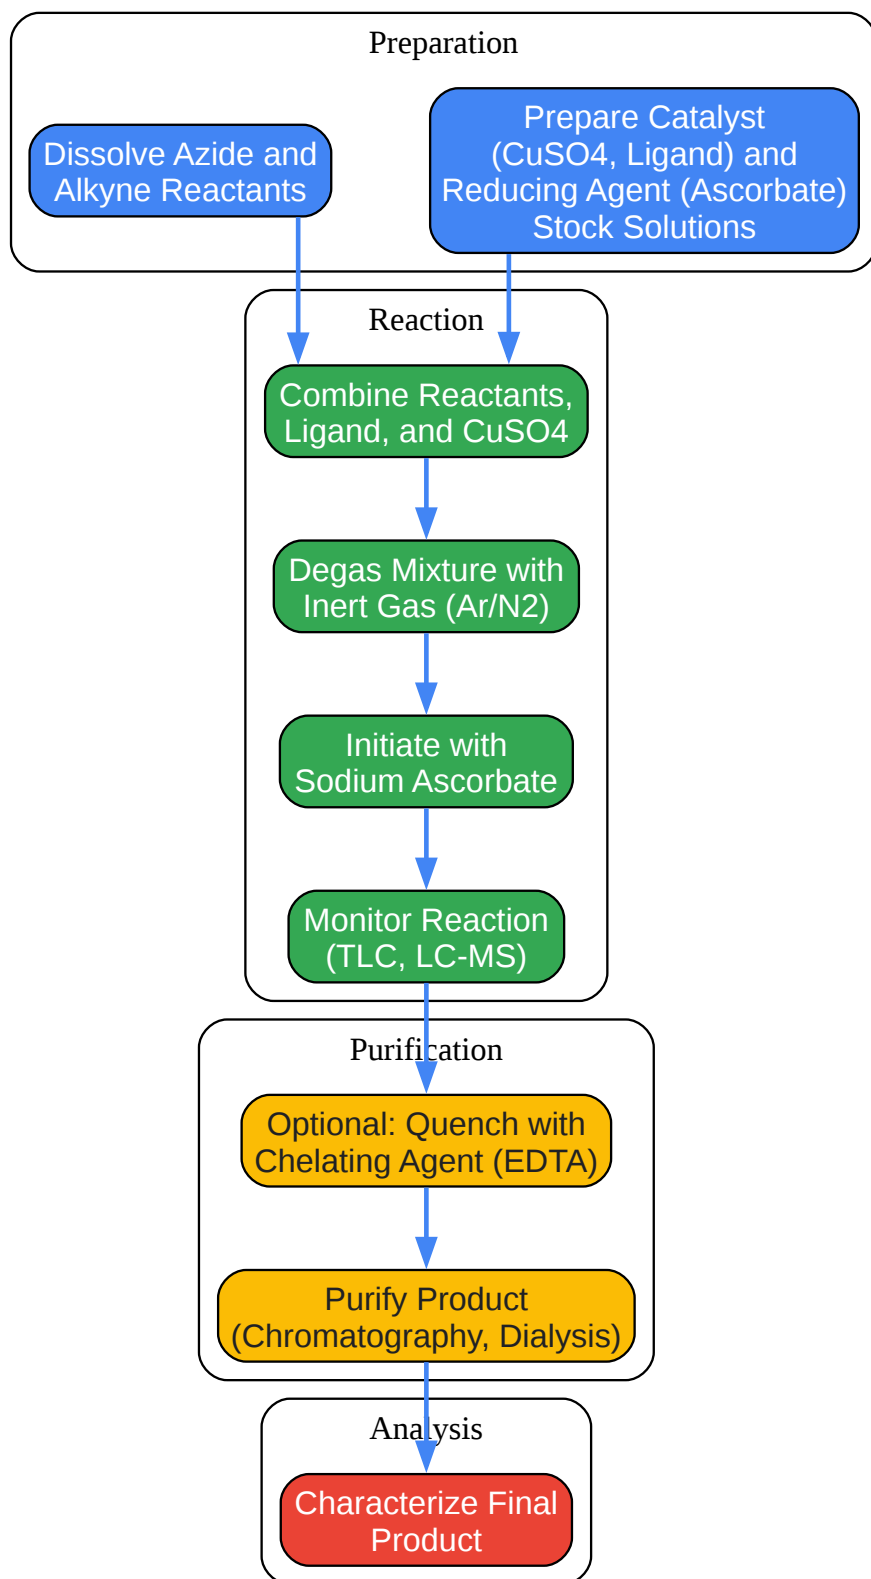 Preparation
Dissolve Azide and
Alkyne Reactants
Prepare Catalyst
(CuSO4, Ligand) and
Reducing Agent (Ascorbate)
Stock Solutions
Reaction
Combine Reactants,
Ligand, and CuSO4
Degas Mixture with
Inert Gas (Ar/N2)
Initiate with
Sodium Ascorbate
Monitor Reaction
(TLC, LC-MS)
Purification
Optional: Quench with
Chelating Agent (EDTA)
Purify Product
(Chromatography, Dialysis)
Analysis
Characterize Final
Product